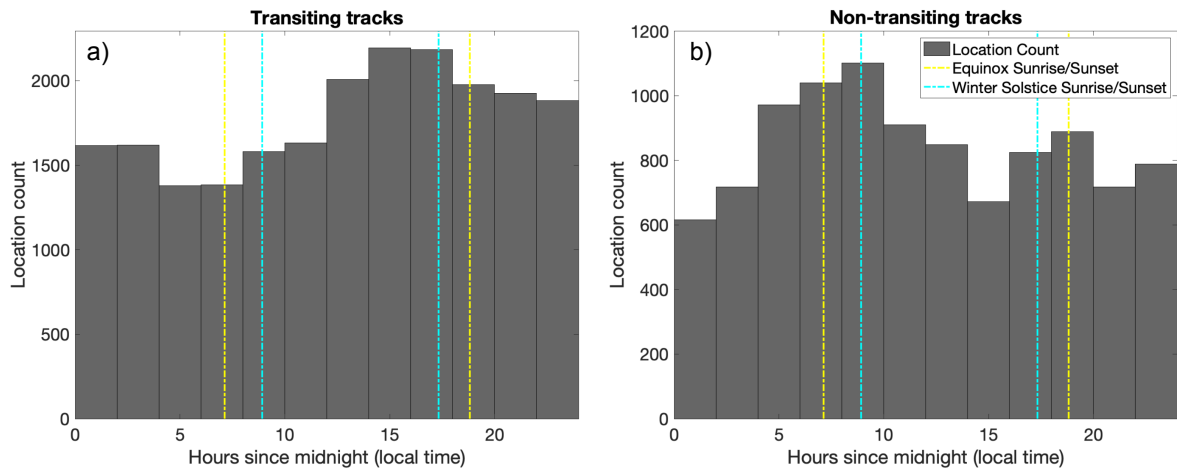 Transiting tracks
a)
Location count
2000
1500
1000
500
0
0 5 10 15 20
Hours since midnight (local time)
Non-transiting tracks
b)
Location Count
Equinox Sunrise/Sunset
Winter Solstice Sunrise/Sunset
Location count
1200
1000
800
600
400
200
0
0 5 10 15 20
Hours since midnight (local time)